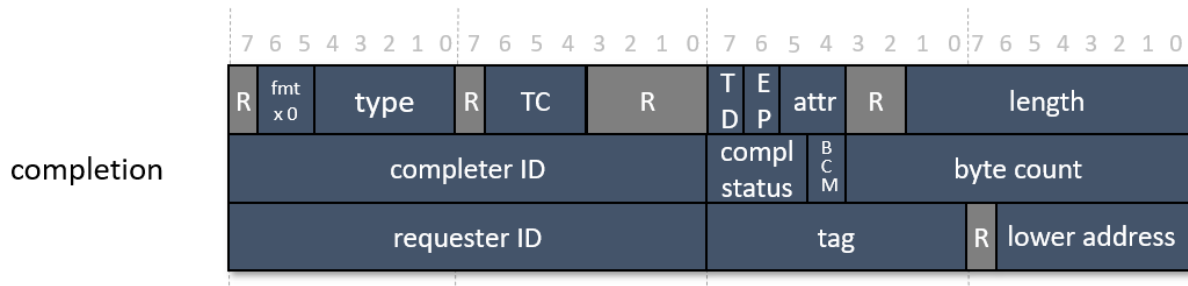 7 6 5 4 3 2 1 0 7 6 5 4 3 2 1 0 7 6 5 4 3 2 1 0 7 6 5 4 3 2 1 0
R fmt x 0 type R TC R T D E P attr R length
completion completer ID compl status B C M byte count
requester ID tag R lower address